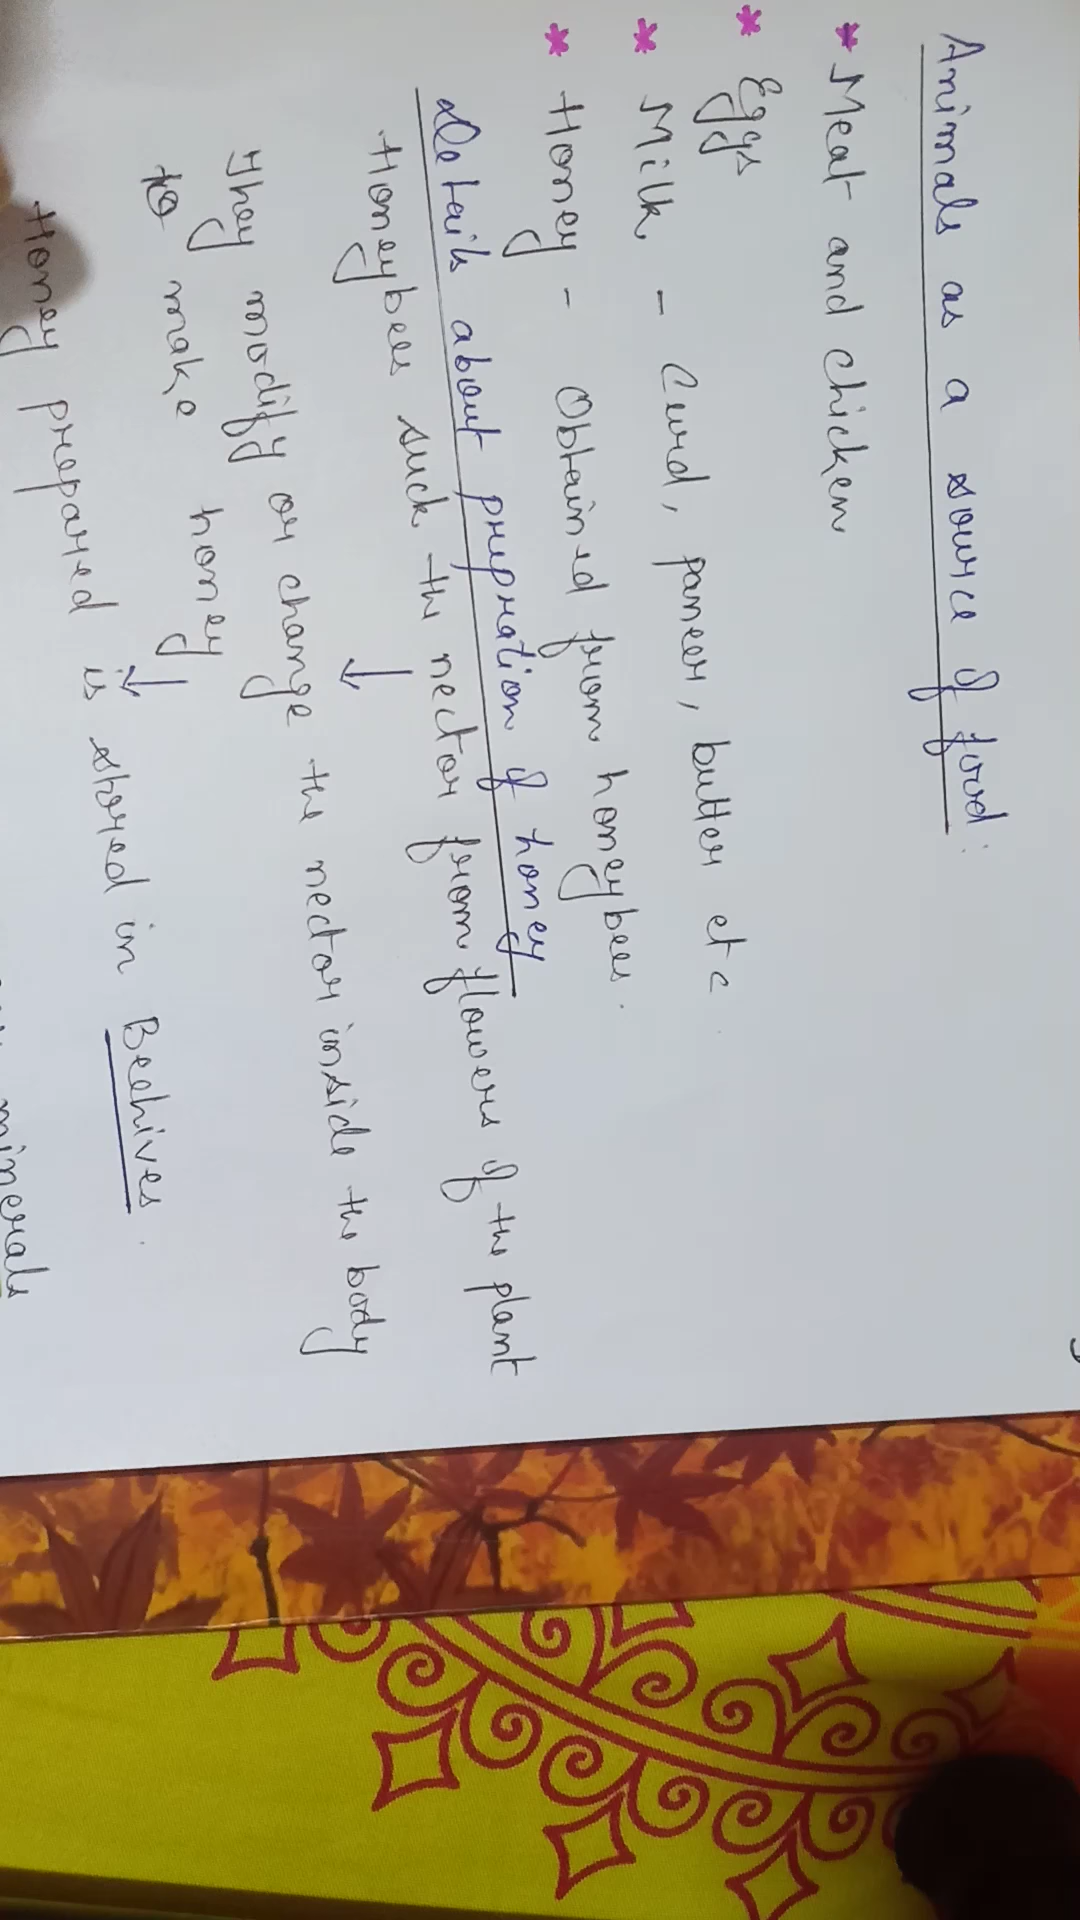 Animals as a source of food:
* Meat and chicken
* Eggs
* Milk - Curd, paneer, butter etc
* Honey - Obtained from honeybees.
Details about prepration of honey
Honeybees suck the nector from flowers of the plant
↓
They modify or change the nector inside the body
to make honey
↓
Honey prepared is stored in Beehives.
minerals